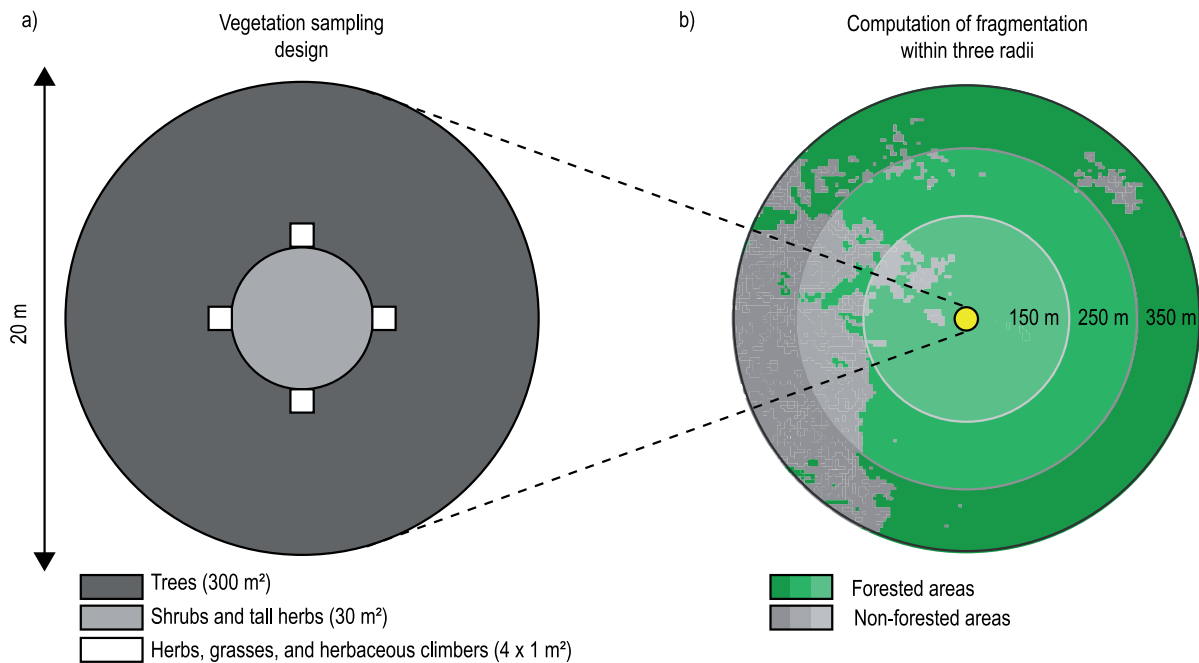 a)
Vegetation sampling
design
20 m
Trees (300 m²)
Shrubs and tall herbs (30 m²)
Herbs, grasses, and herbaceous climbers (4 x 1 m²)
b)
Computation of fragmentation
within three radii
150 m 250 m 350 m
Forested areas
Non-forested areas